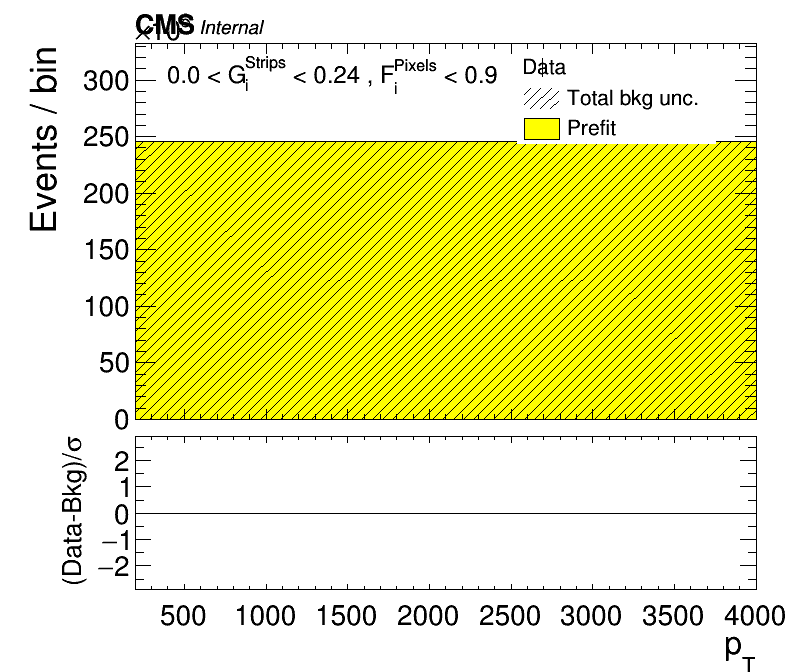 CMS Internal
0.0 < G_i^Strips < 0.24 , F_i^Pixels < 0.9
Data
Total bkg unc.
Prefit
Events / bin
300
250
200
150
100
50
0
(Data-Bkg)/σ
2
1
0
−1
−2
500 1000 1500 2000 2500 3000 3500 4000
p_T